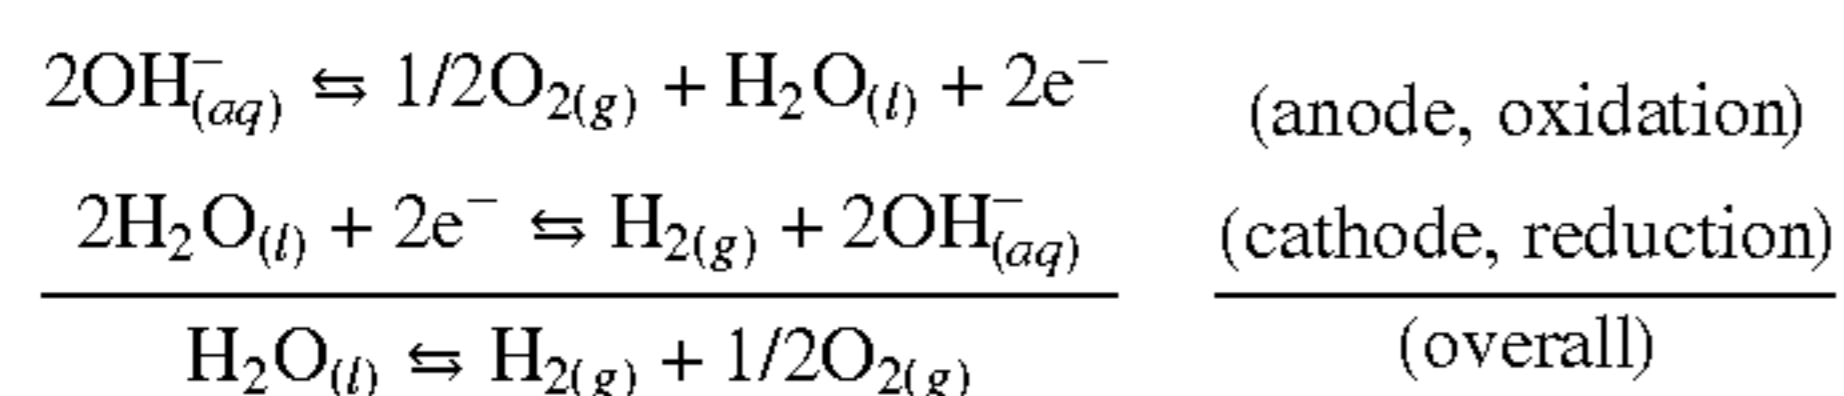 2OH⁻₍aq₎ ⇆ 1/2O₂₍g₎ + H₂O₍l₎ + 2e⁻ (anode, oxidation)
2H₂O₍l₎ + 2e⁻ ⇆ H₂₍g₎ + 2OH⁻₍aq₎ (cathode, reduction)
H₂O₍l₎ ⇆ H₂₍g₎ + 1/2O₂₍g₎ (overall)